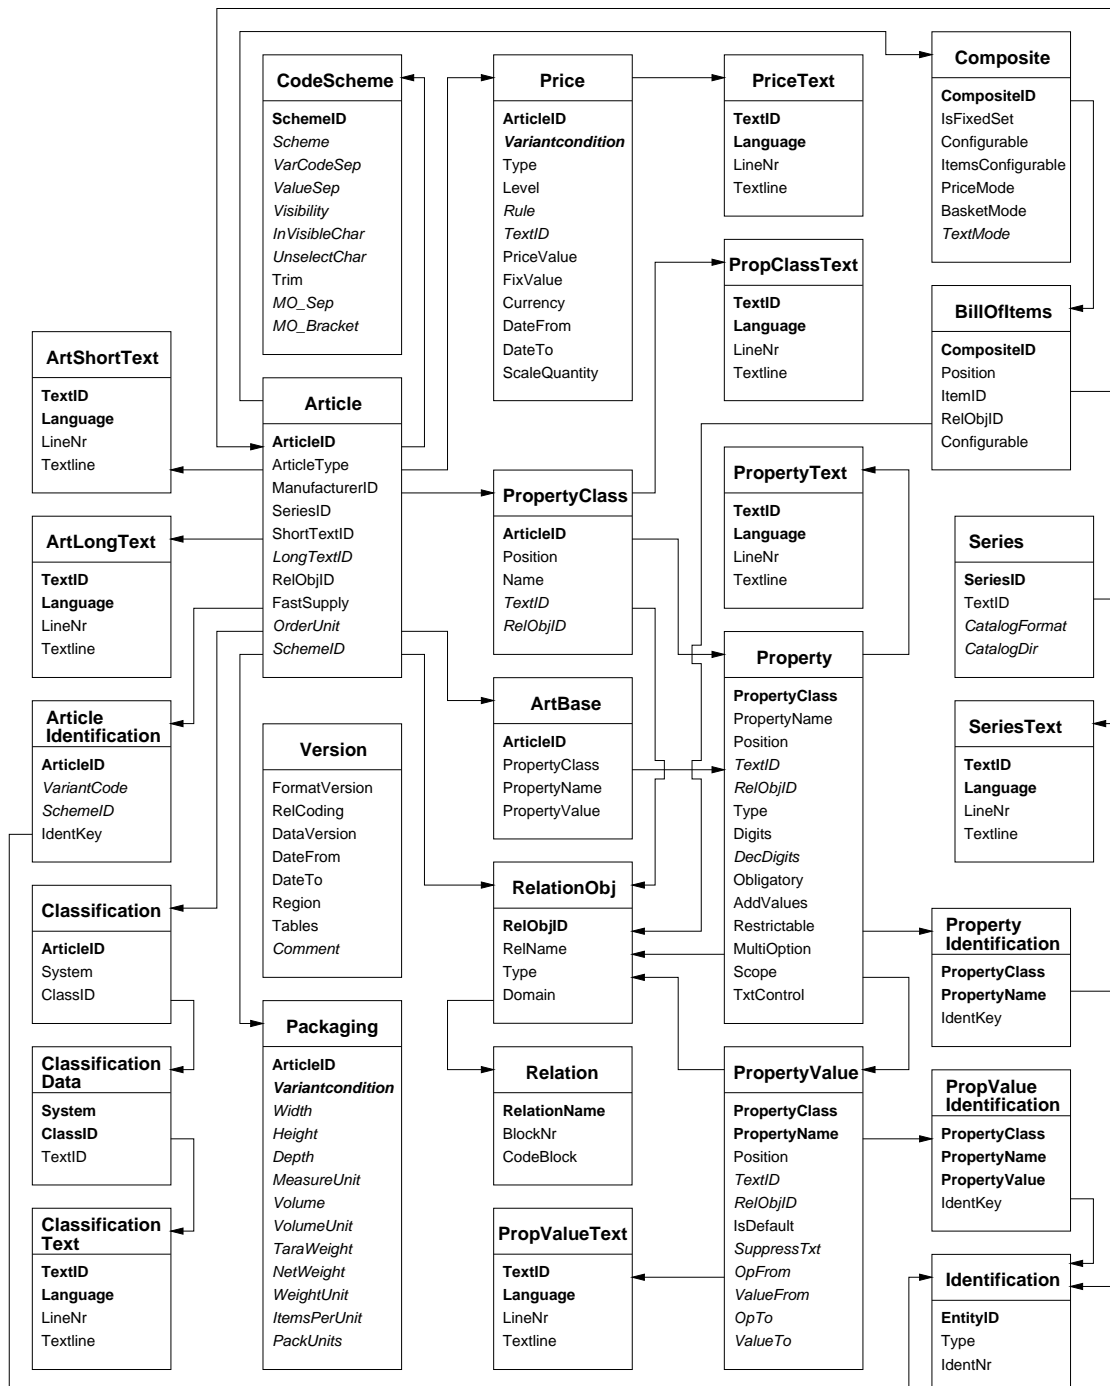 CodeScheme
SchemeID
Scheme
VarCodeSep
ValueSep
Visibility
InVisibleChar
UnselectChar
Trim
MO_Sep
MO_Bracket
Price
ArticleID
Variantcondition
Type
Level
Rule
TextID
PriceValue
FixValue
Currency
DateFrom
DateTo
ScaleQuantity
PriceText
TextID
Language
LineNr
Textline
Composite
CompositeID
IsFixedSet
Configurable
ItemsConfigurable
PriceMode
BasketMode
TextMode
PropClassText
TextID
Language
LineNr
Textline
BillOfItems
CompositeID
Position
ItemID
RelObjID
Configurable
ArtShortText
TextID
Language
LineNr
Textline
Article
ArticleID
ArticleType
ManufacturerID
SeriesID
ShortTextID
LongTextID
RelObjID
FastSupply
OrderUnit
SchemeID
PropertyClass
ArticleID
Position
Name
TextID
RelObjID
PropertyText
TextID
Language
LineNr
Textline
ArtLongText
TextID
Language
LineNr
Textline
Series
SeriesID
TextID
CatalogFormat
CatalogDir
Property
PropertyClass
PropertyName
Position
TextID
RelObjID
Type
Digits
DecDigits
Obligatory
AddValues
Restrictable
MultiOption
Scope
TxtControl
ArtBase
ArticleID
PropertyClass
PropertyName
PropertyValue
Article
Identification
ArticleID
VariantCode
SchemeID
IdentKey
Version
FormatVersion
RelCoding
DataVersion
DateFrom
DateTo
Region
Tables
Comment
SeriesText
TextID
Language
LineNr
Textline
RelationObj
RelObjID
RelName
Type
Domain
Classification
ArticleID
System
ClassID
Property
Identification
PropertyClass
PropertyName
IdentKey
Packaging
ArticleID
Variantcondition
Width
Height
Depth
MeasureUnit
Volume
VolumeUnit
TaraWeight
NetWeight
WeightUnit
ItemsPerUnit
PackUnits
Classification
Data
System
ClassID
TextID
Relation
RelationName
BlockNr
CodeBlock
PropertyValue
PropertyClass
PropertyName
Position
TextID
RelObjID
IsDefault
SuppressTxt
OpFrom
ValueFrom
OpTo
ValueTo
PropValue
Identification
PropertyClass
PropertyName
PropertyValue
IdentKey
Classification
Text
TextID
Language
LineNr
Textline
PropValueText
TextID
Language
LineNr
Textline
Identification
EntityID
Type
IdentNr